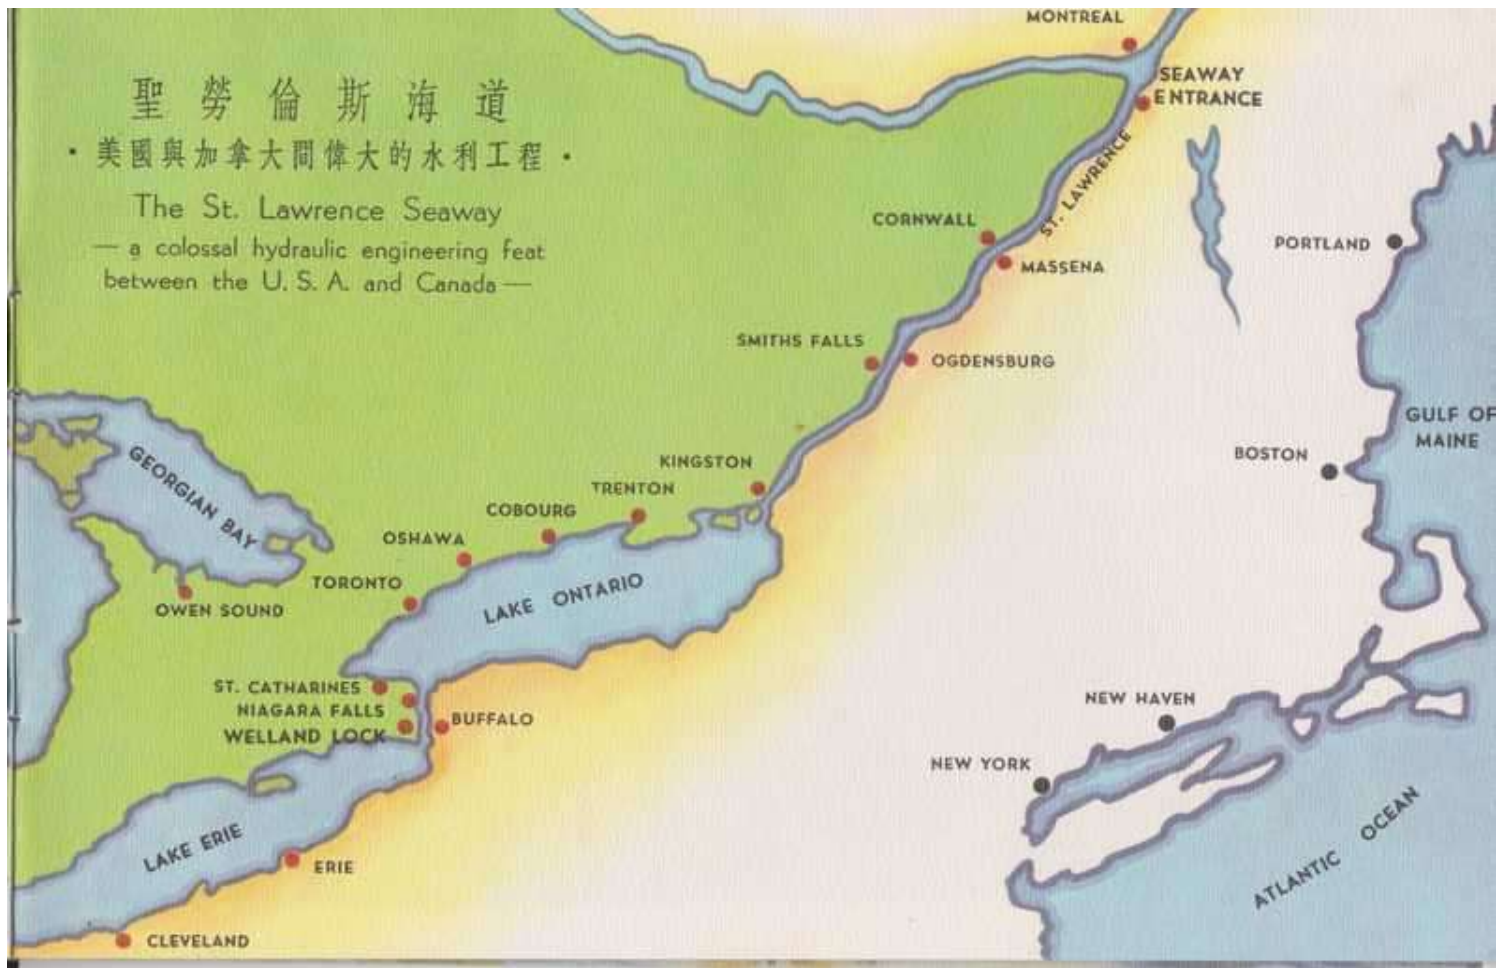 聖勞倫斯海道
·美國與加拿大間偉大的水利工程·
The St. Lawrence Seaway
— a colossal hydraulic engineering feat
between the U. S. A. and Canada —
MONTREAL
SEAWAY
ENTRANCE
ST. LAWRENCE
CORNWALL
MASSENA
PORTLAND
SMITHS FALLS
OGDENSBURG
GULF OF
MAINE
BOSTON
KINGSTON
TRENTON
COBOURG
OSHAWA
TORONTO
GEORGIAN BAY
OWEN SOUND
LAKE ONTARIO
ST. CATHARINES
NIAGARA FALLS
WELLAND LOCK
BUFFALO
NEW HAVEN
NEW YORK
LAKE ERIE
ERIE
ATLANTIC OCEAN
CLEVELAND